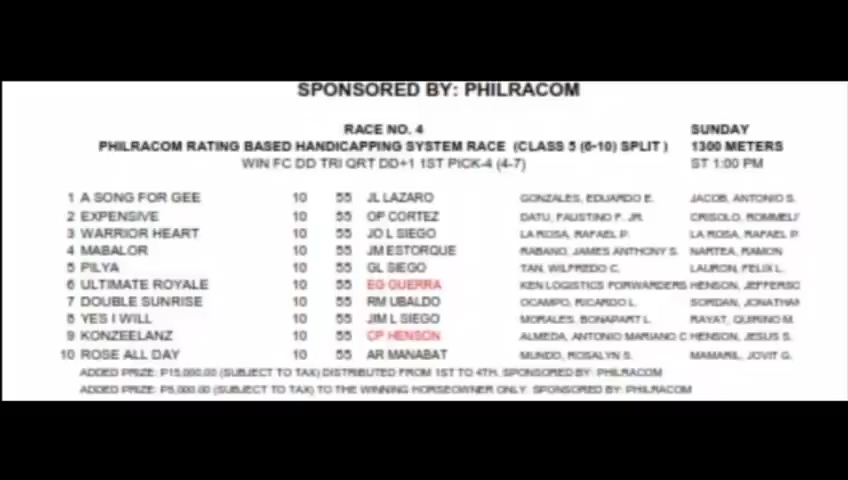 SPONSORED BY: PHILRACOM
RACE NO. 4 SUNDAY
PHILRACOM RATING BASED HANDICAPPING SYSTEM RACE (CLASS 5 (6-10) SPLIT ) 1300 METERS
WIN FC DD TRI QRT DD+1 1ST PICK-4 (4-7) ST 1:00 PM
1 A SONG FOR GEE 10 55 JL LAZARO GONZALES, EDUARDO E. JACOB, ANTONIO S.
2 EXPENSIVE 10 55 OP CORTEZ DATU, FAUSTINO F. JR. CRISOLO, ROMMEL/
3 WARRIOR HEART 10 55 JO L SIEGO LA ROSA, RAFAEL P. LA ROSA, RAFAEL P
4 MABALOR 10 55 JM ESTORQUE RABANO, JAMES ANTHONY S. NARTEA, RAMON
5 PILYA 10 55 GL SIEGO TAN, WILFREDO C. LAURON, FELIX L.
6 ULTIMATE ROYALE 10 55 EG GUERRA KEN LOGISTICS FORWARDERS HENSON, JEFFERSO
7 DOUBLE SUNRISE 10 55 RM UBALDO OCAMPO, RICARDO L. SORDAN, JONATHAN
8 YES I WILL 10 55 JIM L SIEGO MORALES, BONAPART L. RAYAT, QUIRINO M.
9 KONZEELANZ 10 55 CP HENSON ALMEDA, ANTONIO MARIANO C HENSON, JESUS S.
10 ROSE ALL DAY 10 55 AR MANABAT MUNDO, ROSALYN S. MAMARIL, JOVIT G.
ADDED PRIZE: P15,000.00 (SUBJECT TO TAX) DISTRIBUTED FROM 1ST TO 4TH. SPONSORED BY: PHILRACOM
ADDED PRIZE: P5,000.00 (SUBJECT TO TAX) TO THE WINNING HORSEOWNER ONLY. SPONSORED BY: PHILRACOM